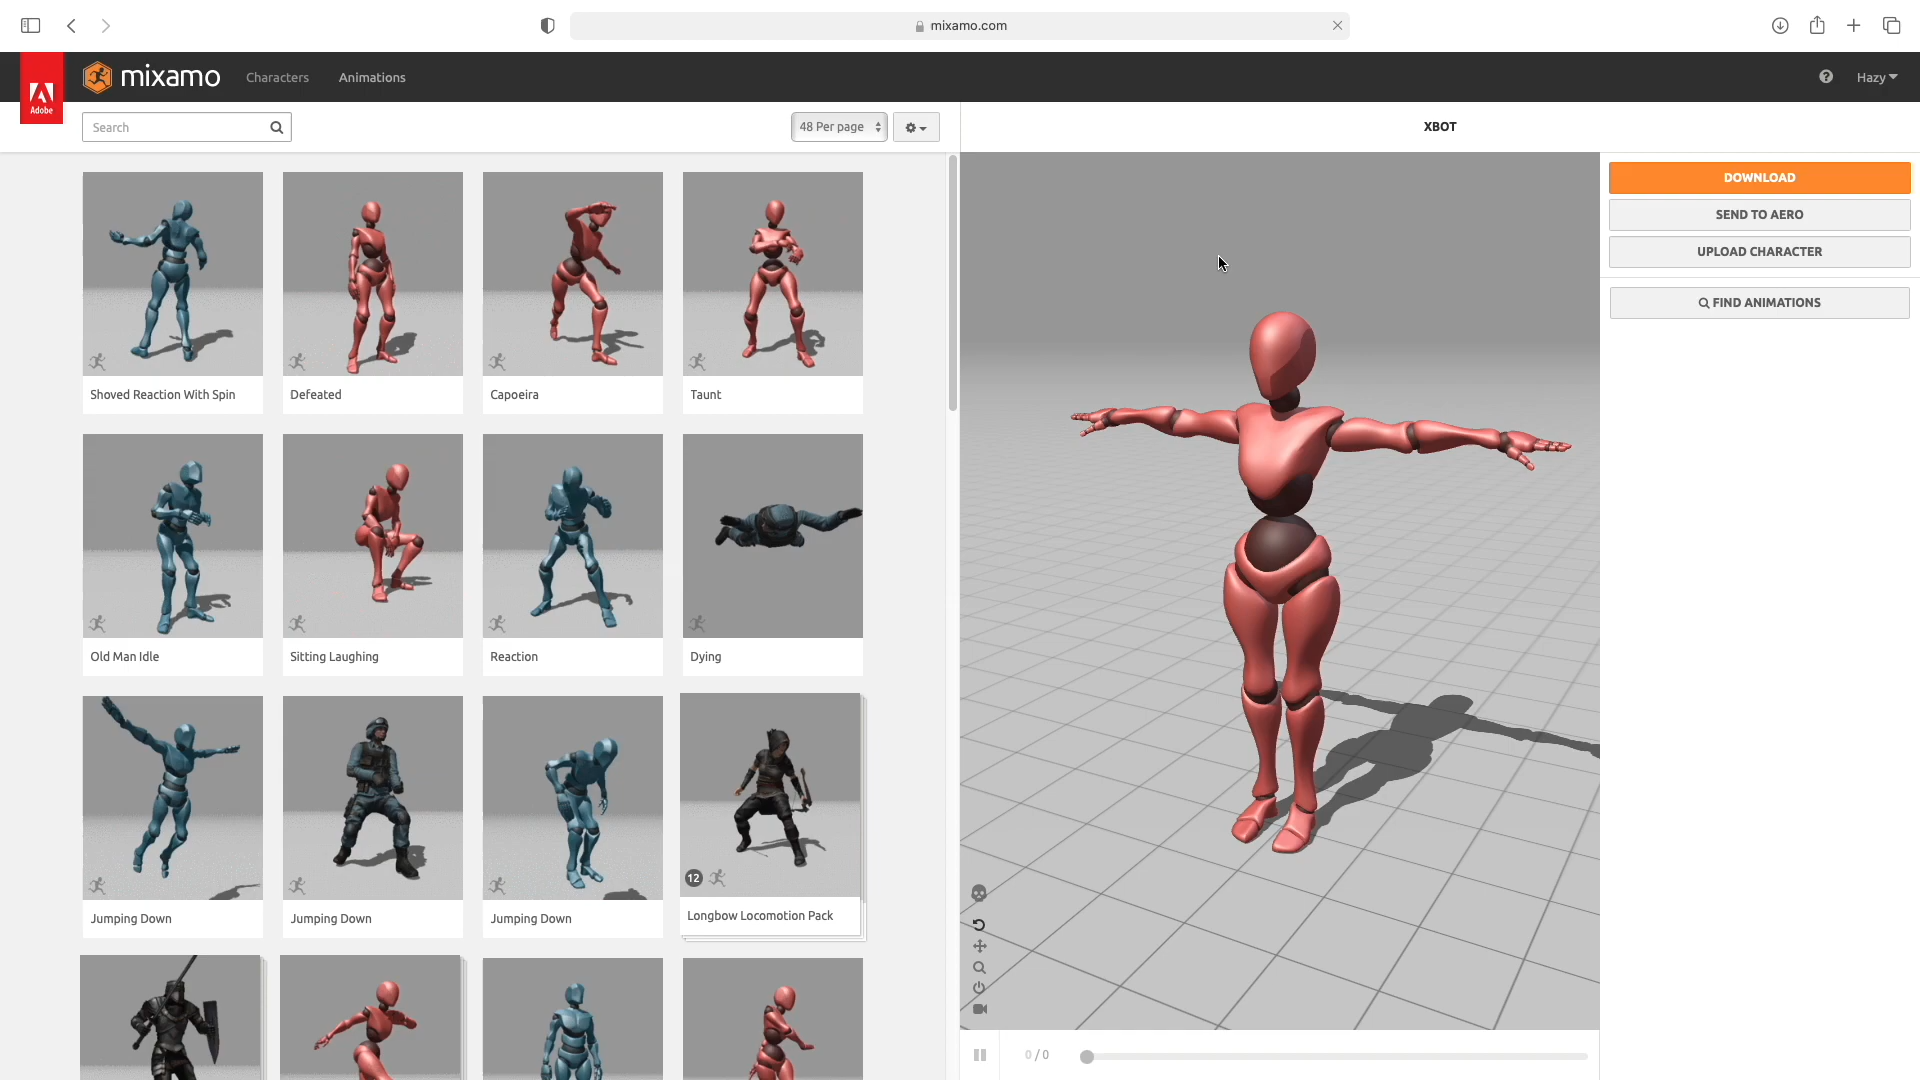 mixamo.com
Adobe
mixamo
Characters
Animations
Hazy
Search
48 Per page
XBOT
DOWNLOAD
SEND TO AERO
UPLOAD CHARACTER
FIND ANIMATIONS
Shoved Reaction With Spin
Defeated
Capoeira
Taunt
Old Man Idle
Sitting Laughing
Reaction
Dying
12
Jumping Down
Jumping Down
Jumping Down
Longbow Locomotion Pack
0 / 0